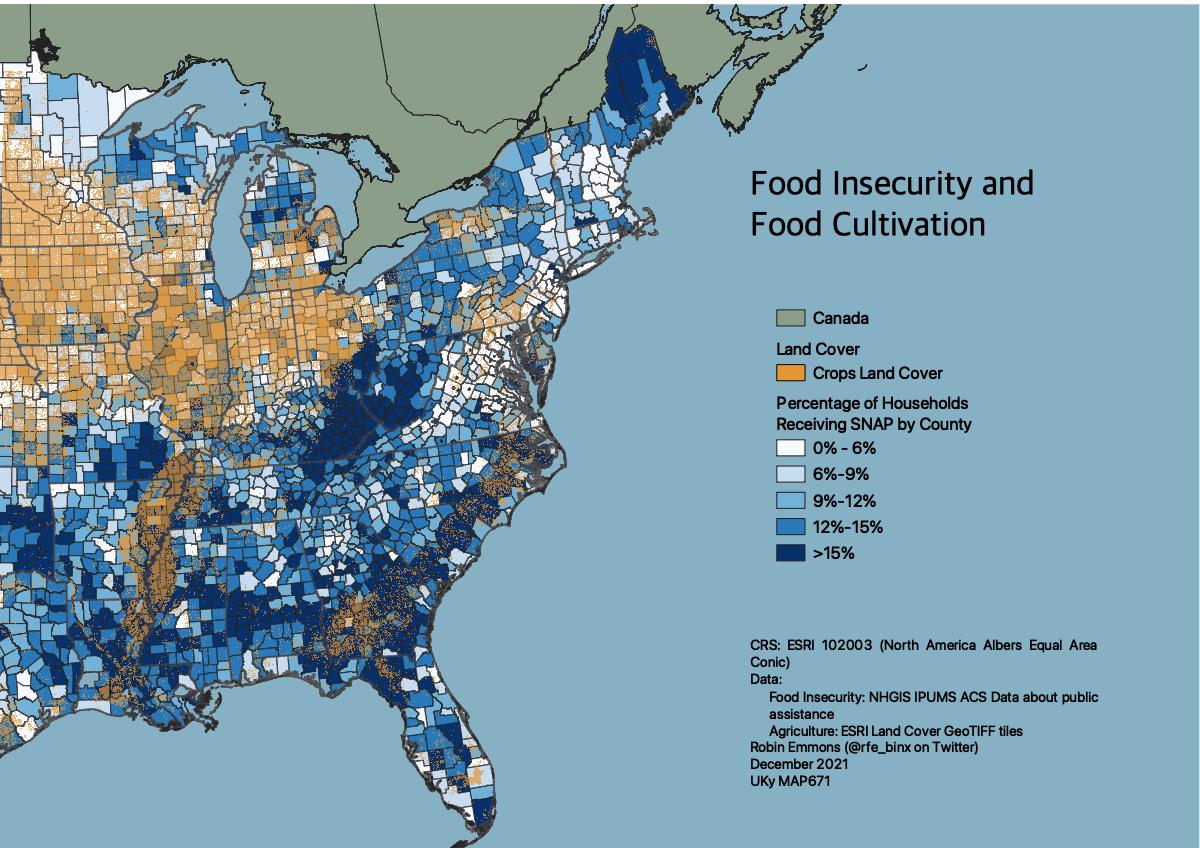 Food Insecurity and
Food Cultivation
Canada
Land Cover
Crops Land Cover
Percentage of Households
Receiving SNAP by County
0% - 6%
6%-9%
9%-12%
12%-15%
>15%
CRS: ESRI 102003 (North America Albers Equal Area
Conic)
Data:
Food Insecurity: NHGIS IPUMS ACS Data about public
assistance
Agriculture: ESRI Land Cover GeoTIFF tiles
Robin Emmons (@rfe_binx on Twitter)
December 2021
UKy MAP671